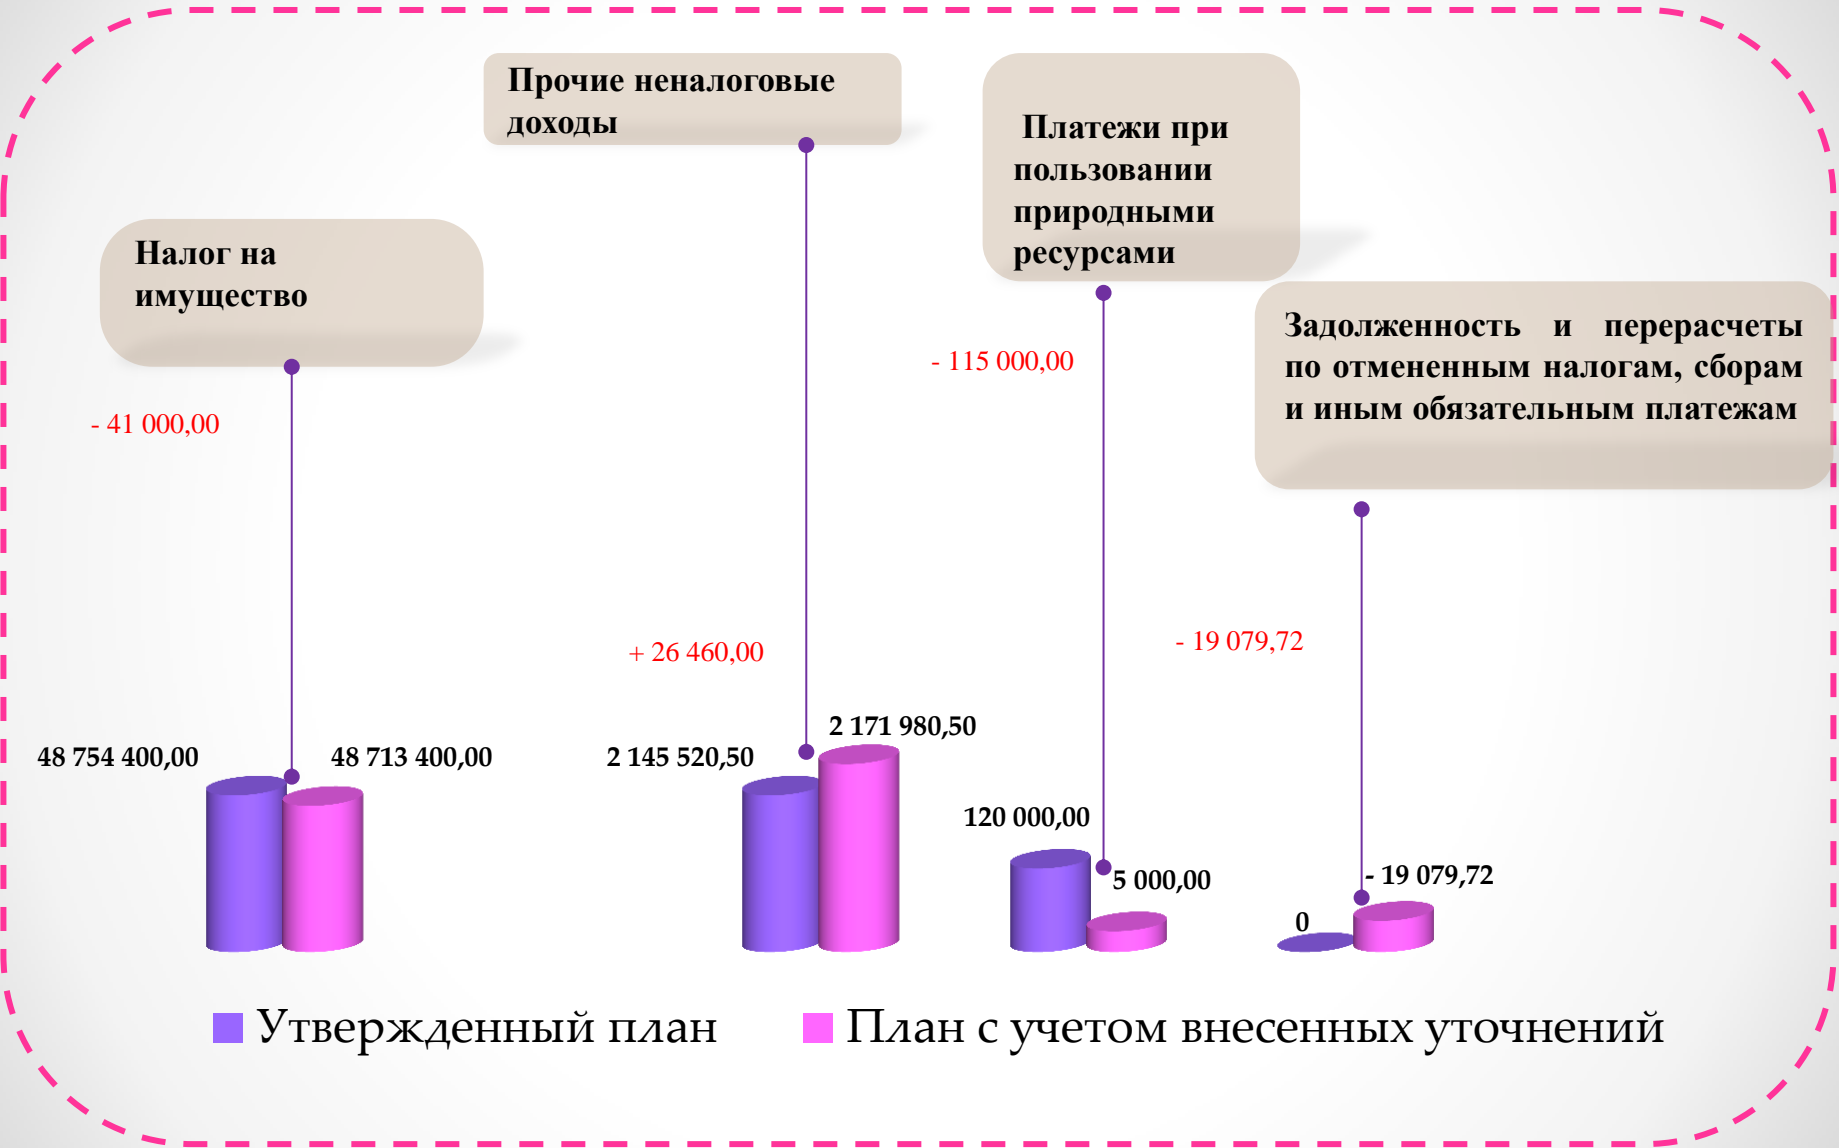 Прочие неналоговые
доходы
Платежи при
пользовании
природными
ресурсами
Налог на
имущество
Задолженность и перерасчеты
по отмененным налогам, сборам
и иным обязательным платежам
- 41 000,00
+ 26 460,00
- 115 000,00
- 19 079,72
48 754 400,00
48 713 400,00
2 145 520,50
2 171 980,50
120 000,00
5 000,00
0
- 19 079,72
Утвержденный план
План с учетом внесенных уточнений